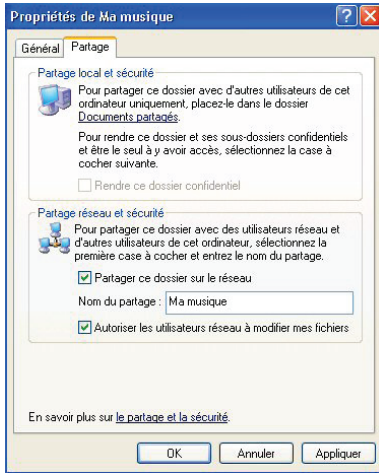 Propriétés de Ma musique
Général Partage
Partage local et sécurité
Pour partager ce dossier avec d'autres utilisateurs de cet
ordinateur uniquement, placez-le dans le dossier
Documents partagés.
Pour rendre ce dossier et ses sous-dossiers confidentiels
et être le seul à y avoir accès, sélectionnez la case à
cocher suivante.
Rendre ce dossier confidentiel
Partage réseau et sécurité
Pour partager ce dossier avec des utilisateurs réseau et
d'autres utilisateurs de cet ordinateur, sélectionnez la
première case à cocher et entrez le nom du partage.
Partager ce dossier sur le réseau
Nom du partage : Ma musique
Autoriser les utilisateurs réseau à modifier mes fichiers
En savoir plus sur le partage et la sécurité.
OK Annuler Appliquer